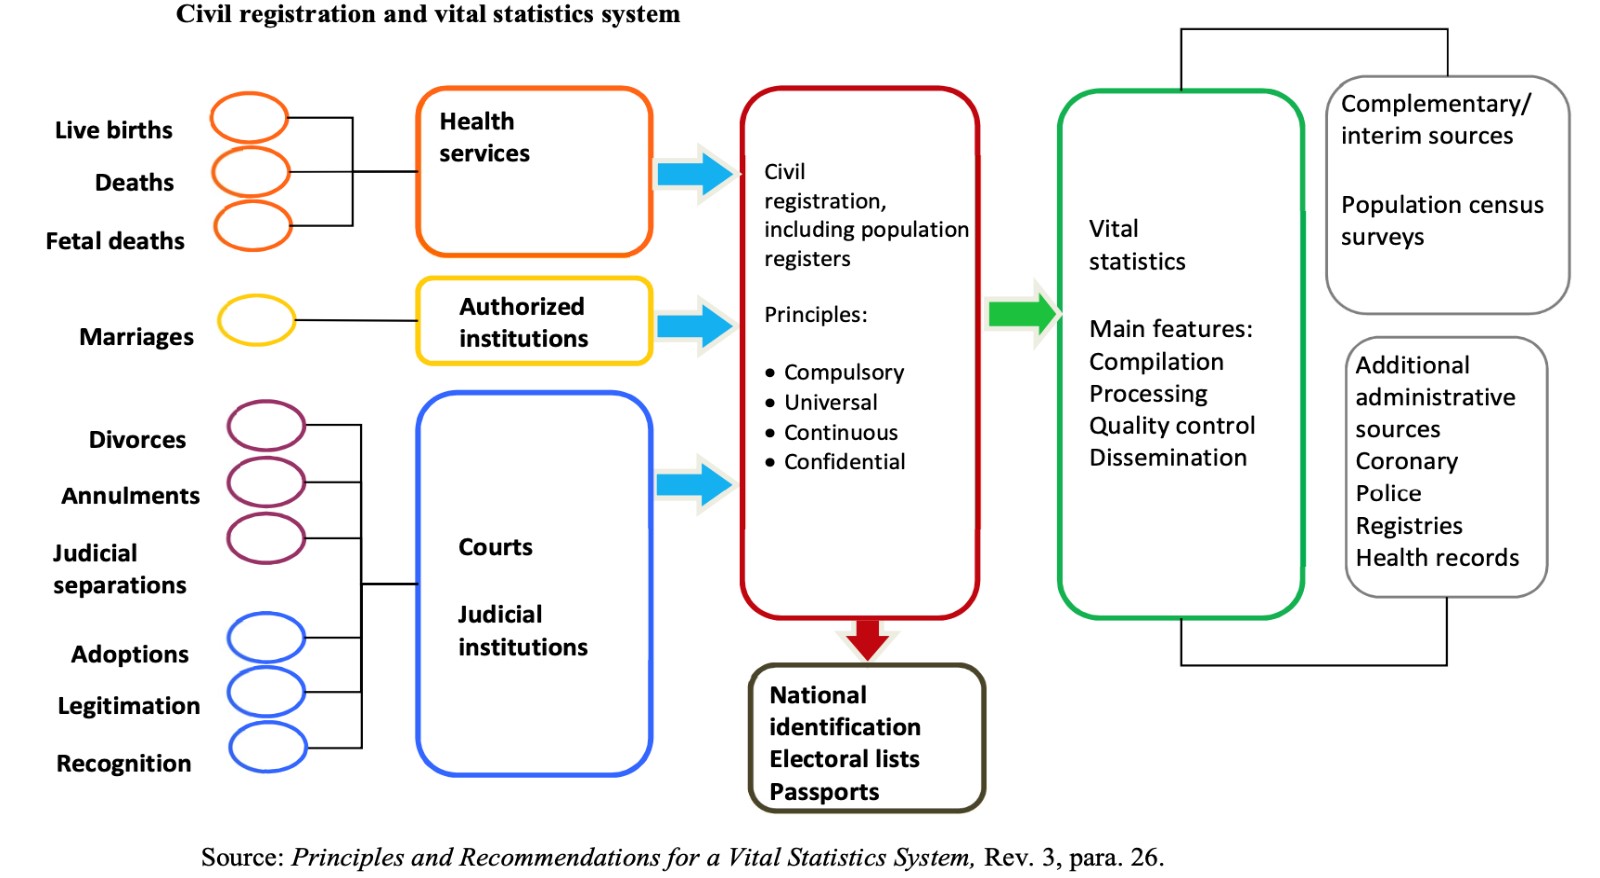 Civil registration and vital statistics system
Live births
Deaths
Fetal deaths
Health
services
Marriages
Authorized
institutions
Divorces
Annulments
Judicial
separations
Adoptions
Legitimation
Recognition
Courts
Judicial
institutions
Civil
registration,
including population
registers
Principles:
• Compulsory
• Universal
• Continuous
• Confidential
National
identification
Electoral lists
Passports
Vital
statistics
Main features:
Compilation
Processing
Quality control
Dissemination
Complementary/
interim sources
Population census
surveys
Additional
administrative
sources
Coronary
Police
Registries
Health records
Source: Principles and Recommendations for a Vital Statistics System, Rev. 3, para. 26.